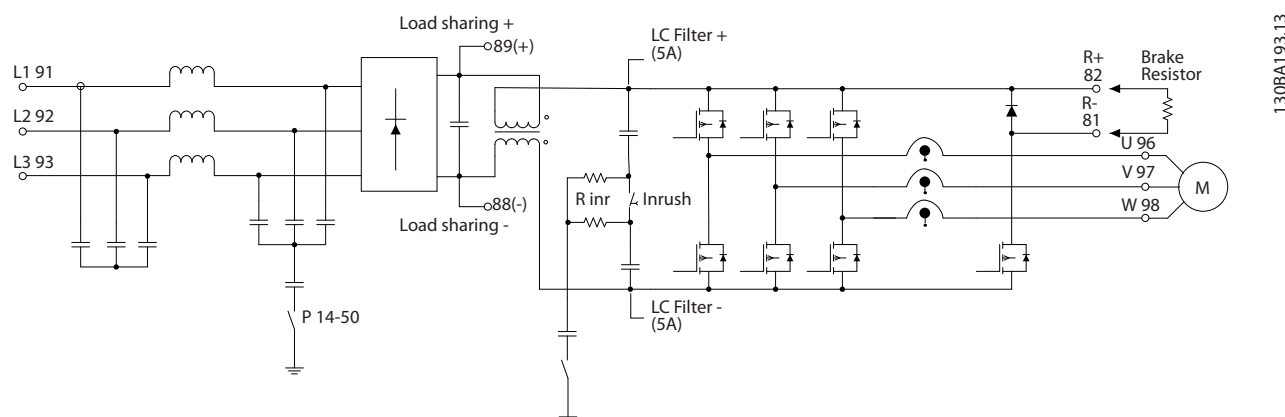 Load sharing +
89(+)
LC Filter +
(5A)
R+
82
Brake
Resistor
130BA193.13
L1 91
R-
81
L2 92
U 96
L3 93
V 97
M
R inr
Inrush
88(-)
W 98
Load sharing -
P 14-50
LC Filter -
(5A)